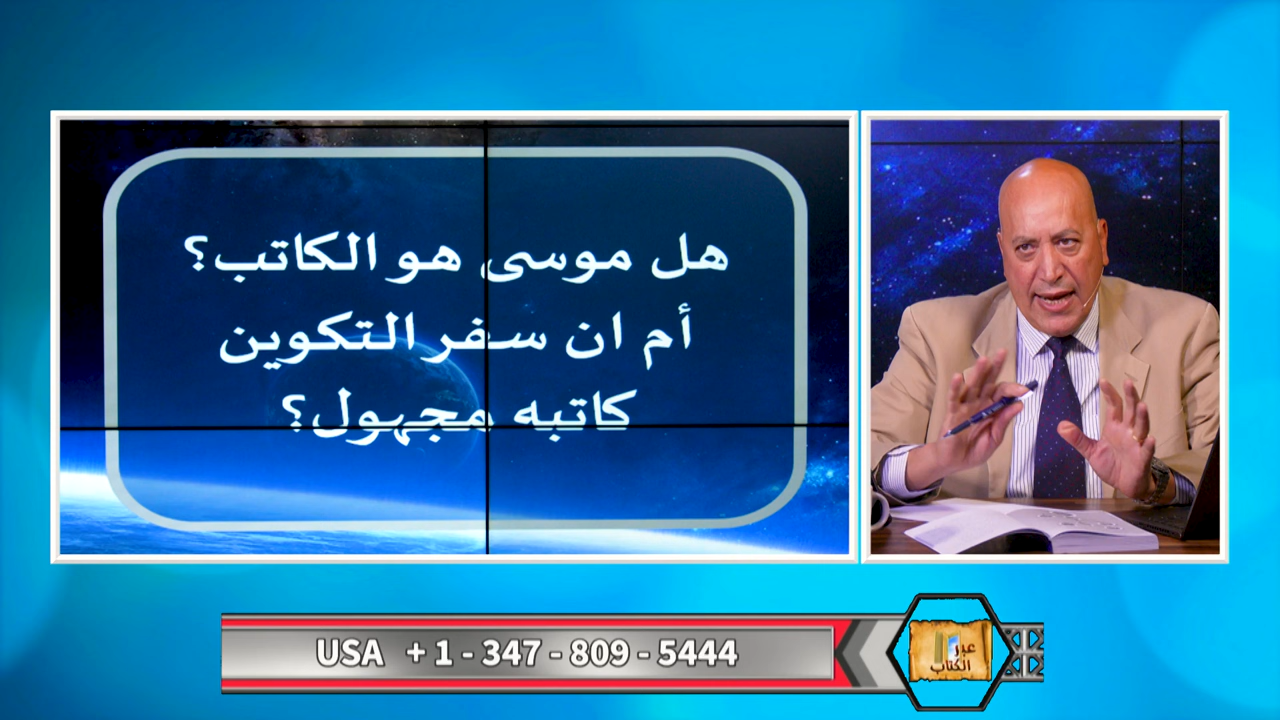 هل موسى هو الكاتب؟
أم ان سفر التكوين
كاتبه مجهول؟
USA + 1 - 347 - 809 - 5444
عبر
الكتاب